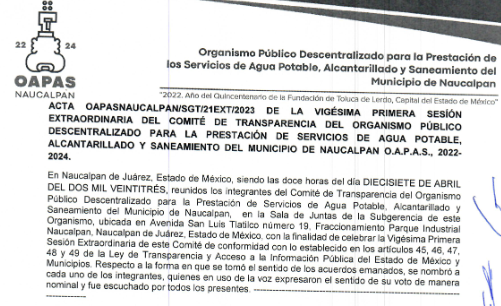 22 24
OAPAS
NAUCALPAN
Organismo Público Descentralizado para la Prestación de
los Servicios de Agua Potable, Alcantarillado y Saneamiento del
Municipio de Naucalpan
"2022. Año del Quincentenario de la Fundación de Toluca de Lerdo, Capital del Estado de México"
ACTA OAPASNAUCALPAN/SGT/21EXT/2023 DE LA VIGÉSIMA PRIMERA SESIÓN
EXTRAORDINARIA DEL COMITÉ DE TRANSPARENCIA DEL ORGANISMO PÚBLICO
DESCENTRALIZADO PARA LA PRESTACIÓN DE SERVICIOS DE AGUA POTABLE,
ALCANTARILLADO Y SANEAMIENTO DEL MUNICIPIO DE NAUCALPAN O.A.P.A.S., 2022-
2024.
En Naucalpan de Juárez, Estado de México, siendo las doce horas del día DIECISIETE DE ABRIL
DEL DOS MIL VEINTITRÉS, reunidos los integrantes del Comité de Transparencia del Organismo
Público Descentralizado para la Prestación de Servicios de Agua Potable, Alcantarillado y
Saneamiento del Municipio de Naucalpan, en la Sala de Juntas de la Subgerencia de este
Organismo, ubicada en Avenida San Luis Tlatilco número 19, Fraccionamiento Parque Industrial
Naucalpan, Naucalpan de Juárez, Estado de México, con la finalidad de celebrar la Vigésima Primera
Sesión Extraordinaria de este Comité de conformidad con lo establecido en los artículos 45, 46, 47,
48 y 49 de la Ley de Transparencia y Acceso a la Información Pública del Estado de México y
Municipios. Respecto a la forma en que se tomó el sentido de los acuerdos emanados, se nombró a
cada uno de los integrantes, quienes en uso de la voz expresaron el sentido de su voto de manera
nominal y fue escuchado por todos los presentes.